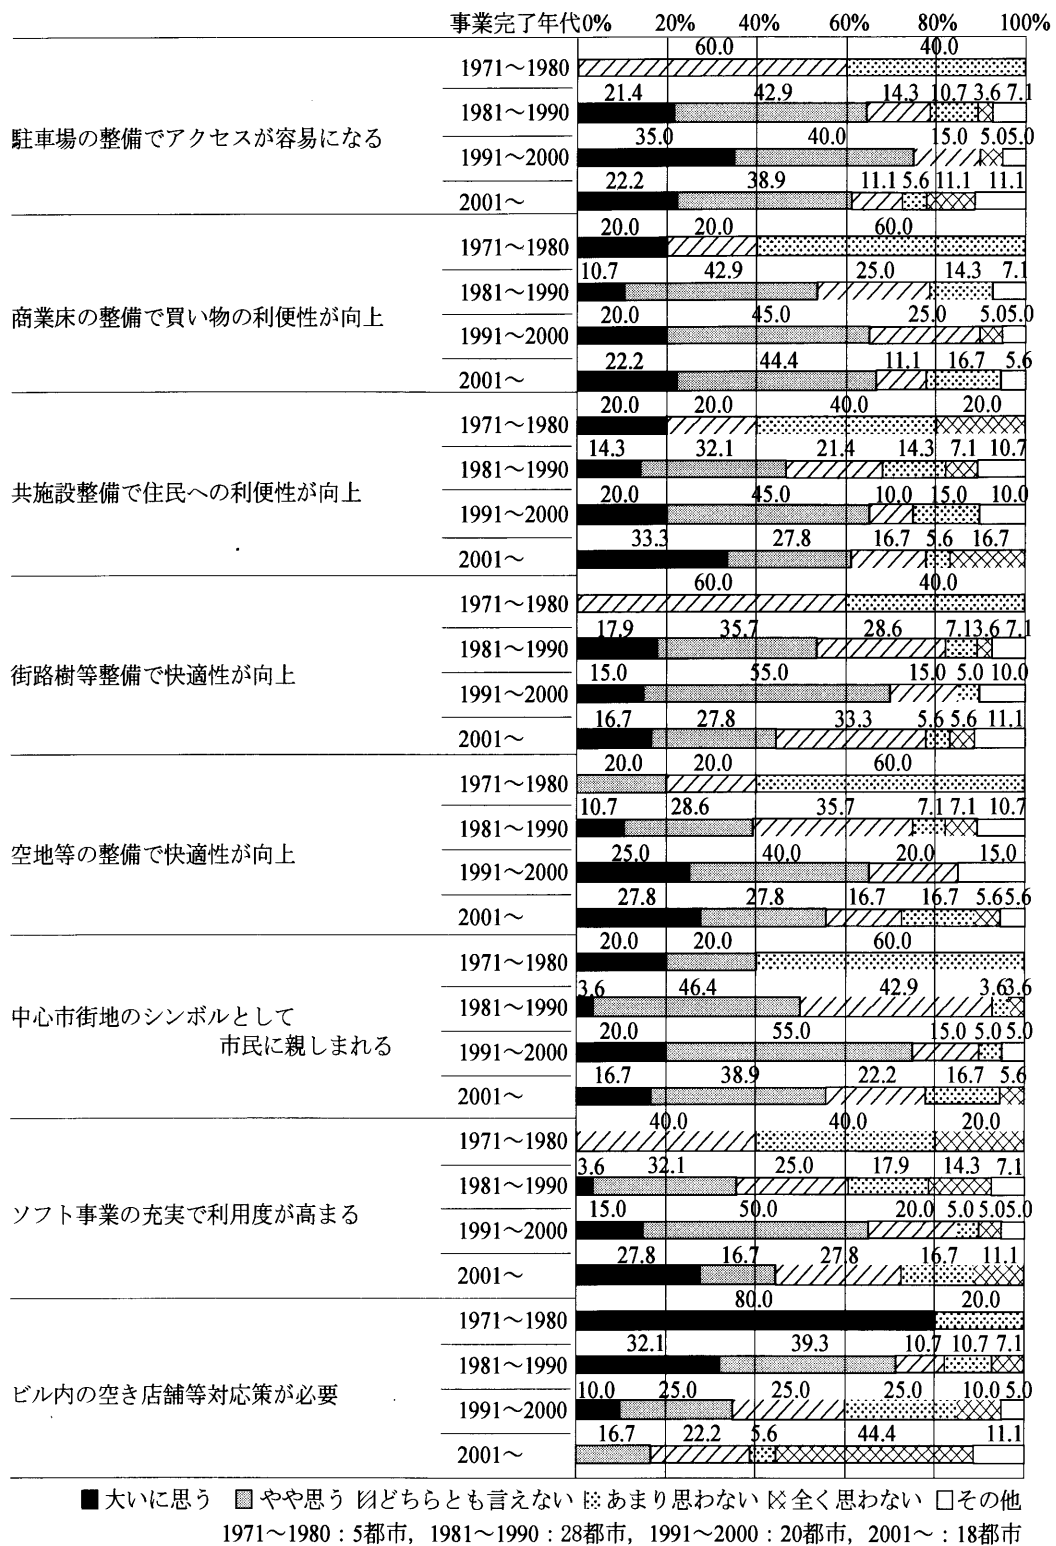 事業完了年代 0% 20% 40% 60% 80% 100%
駐車場の整備でアクセスが容易になる
1971～1980 60.0 40.0
1981～1990 21.4 42.9 14.3 10.7 3.6 7.1
1991～2000 35.0 40.0 15.0 5.0 5.0
2001～ 22.2 38.9 11.1 5.6 11.1 11.1
商業床の整備で買い物の利便性が向上
1971～1980 20.0 20.0 60.0
1981～1990 10.7 42.9 25.0 14.3 7.1
1991～2000 20.0 45.0 25.0 5.0 5.0
2001～ 22.2 44.4 11.1 16.7 5.6
共施設整備で住民への利便性が向上
1971～1980 20.0 20.0 40.0 20.0
1981～1990 14.3 32.1 21.4 14.3 7.1 10.7
1991～2000 20.0 45.0 10.0 15.0 10.0
2001～ 33.3 27.8 16.7 5.6 16.7
街路樹等整備で快適性が向上
1971～1980 60.0 40.0
1981～1990 17.9 35.7 28.6 7.1 3.6 7.1
1991～2000 15.0 55.0 15.0 5.0 10.0
2001～ 16.7 27.8 33.3 5.6 5.6 11.1
空地等の整備で快適性が向上
1971～1980 20.0 20.0 60.0
1981～1990 10.7 28.6 35.7 7.1 7.1 10.7
1991～2000 25.0 40.0 20.0 15.0
2001～ 27.8 27.8 16.7 16.7 5.6 5.6
中心市街地のシンボルとして
市民に親しまれる
1971～1980 20.0 20.0 60.0
1981～1990 3.6 46.4 42.9 3.6 3.6
1991～2000 20.0 55.0 15.0 5.0 5.0
2001～ 16.7 38.9 22.2 16.7 5.6
ソフト事業の充実で利用度が高まる
1971～1980 40.0 40.0 20.0
1981～1990 3.6 32.1 25.0 17.9 14.3 7.1
1991～2000 15.0 50.0 20.0 5.0 5.0 5.0
2001～ 27.8 16.7 27.8 16.7 11.1
ビル内の空き店舗等対応策が必要
1971～1980 80.0 20.0
1981～1990 32.1 39.3 10.7 10.7 7.1
1991～2000 10.0 25.0 25.0 25.0 10.0 5.0
2001～ 16.7 22.2 5.6 44.4 11.1
大いに思う やや思う どちらとも言えない あまり思わない 全く思わない その他
1971～1980：5都市，1981～1990：28都市，1991～2000：20都市，2001～：18都市